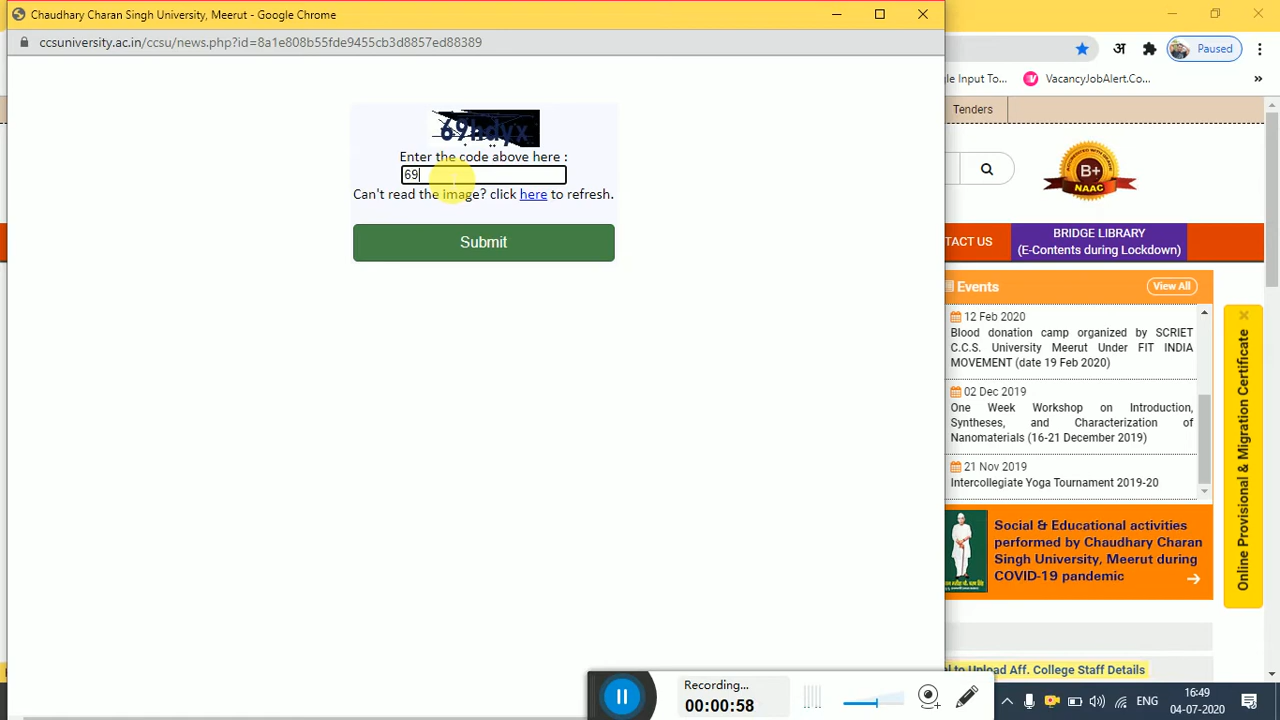 Chaudhary Charan Singh University, Meerut - Google Chrome
ccsuniversity.ac.in/ccsu/news.php?id=8a1e808b55fde9455cb3d8857ed88389
69hdyx
Enter the code above here :
69
Can't read the image? click here to refresh.
Submit
अ
Paused
le Input To...
VacancyJobAlert.Co...
»
Tenders
ACCREDITED
B+
NAAC
TACT US
BRIDGE LIBRARY
(E-Contents during Lockdown)
Events
View All
12 Feb 2020
Blood donation camp organized by SCRIET
C.C.S. University Meerut Under FIT INDIA
MOVEMENT (date 19 Feb 2020)
02 Dec 2019
One Week Workshop on Introduction,
Syntheses, and Characterization of
Nanomaterials (16-21 December 2019)
21 Nov 2019
Intercollegiate Yoga Tournament 2019-20
Online Provisional & Migration Certificate
Social & Educational activities
performed by Chaudhary Charan
Singh University, Meerut during
COVID-19 pandemic
al to Upload Aff. College Staff Details
Recording...
00:00:58
ENG
16:49
04-07-2020